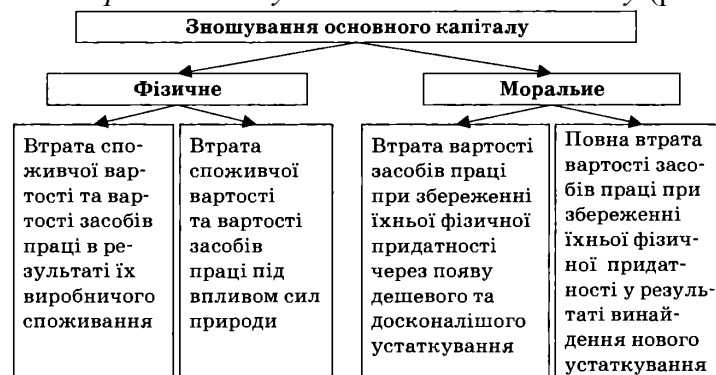 Зношування основного капіталу
Фізичне
Моральие
Втрата спо-
живчої вар-
тості та вар-
тості засобів
праці в ре-
зультаті їх
виробничого
споживання
Втрата
споживчої
вартості
та вартості
засобів
праці під
впливом сил
природи
Втрата вартості
засобів праці
при збереженні
їхньої фізичної
придатності
через появу
дешевого та
досконалішого
устаткування
Повна втрата
вартості засо-
бів праці при
збереженні
їхньої фізич-
ної придат-
ності у резуль-
таті винай-
дення нового
устаткування